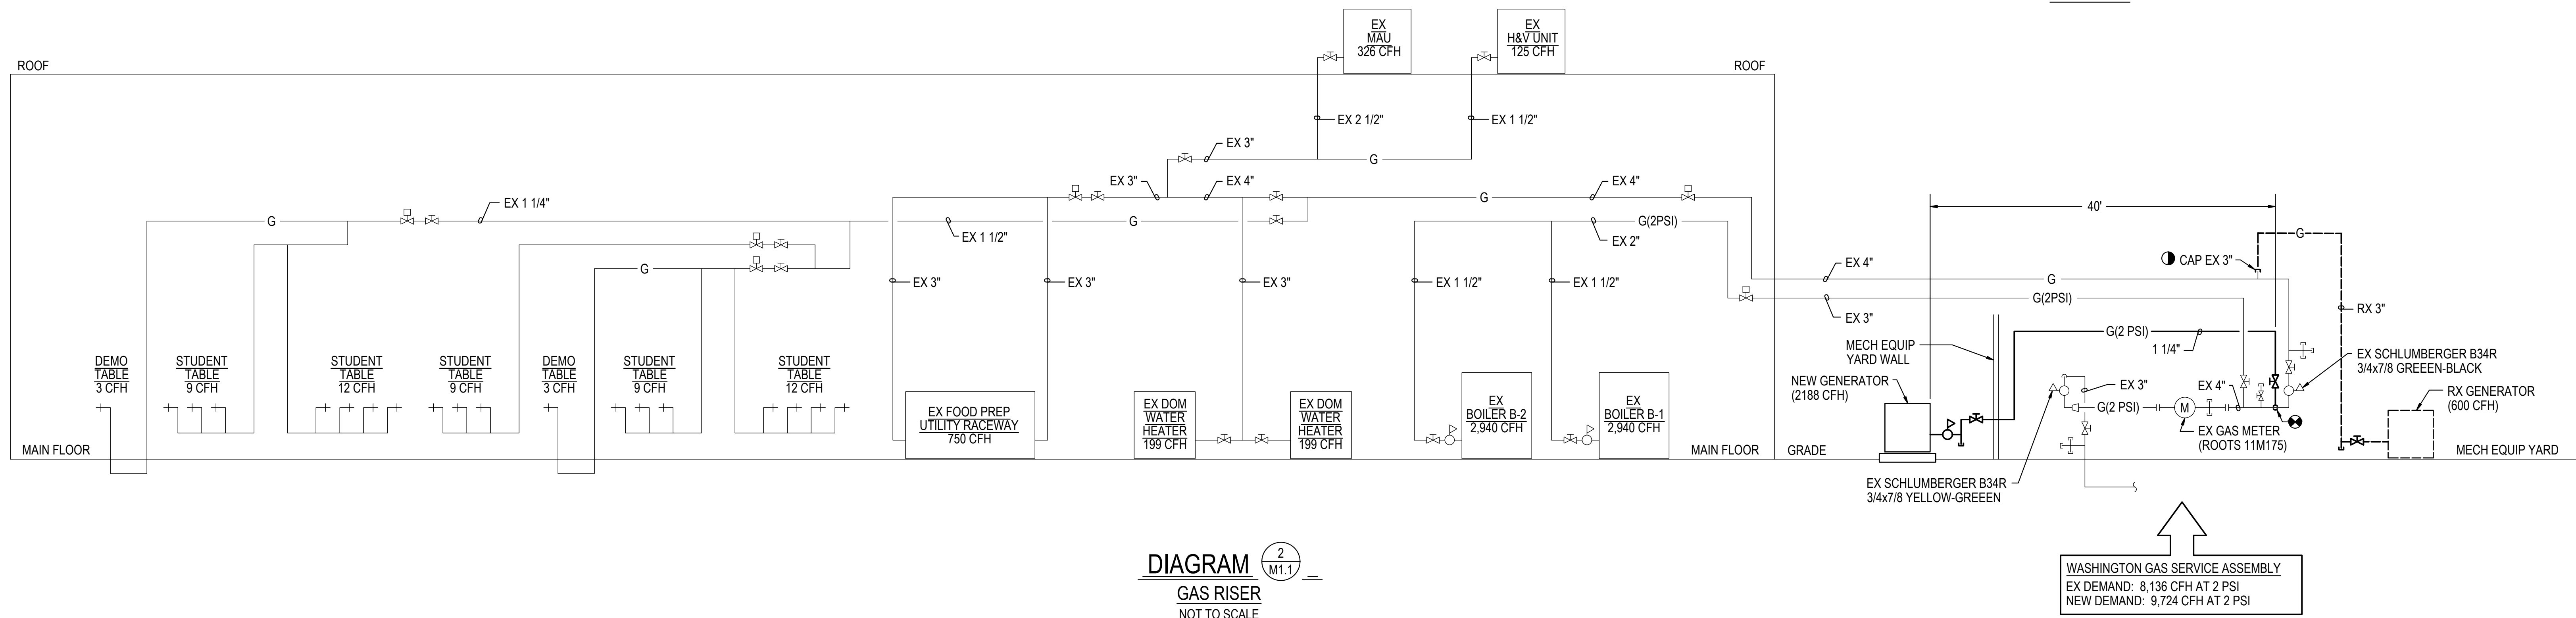 EX
MAU
326 CFH
EX
H&V UNIT
125 CFH
ROOF
ROOF
EX 2 1/2"
EX 1 1/2"
EX 3"
G
EX 3"
EX 4"
G
EX 4"
G
EX 1 1/4"
EX 1 1/2"
G
G(2PSI)
EX 2"
G
EX 3"
EX 3"
EX 3"
EX 1 1/2"
EX 1 1/2"
40'
G
CAP EX 3"
EX 4"
G
G(2PSI)
EX 3"
RX 3"
G(2 PSI)
1 1/4"
MECH EQUIP
YARD WALL
EX SCHLUMBERGER B34R
3/4x7/8 GREEEN-BLACK
DEMO
TABLE
3 CFH
STUDENT
TABLE
9 CFH
STUDENT
TABLE
12 CFH
STUDENT
TABLE
9 CFH
DEMO
TABLE
3 CFH
STUDENT
TABLE
9 CFH
STUDENT
TABLE
12 CFH
EX FOOD PREP
UTILITY RACEWAY
750 CFH
EX DOM
WATER
HEATER
199 CFH
EX DOM
WATER
HEATER
199 CFH
EX
BOILER B-2
2,940 CFH
EX
BOILER B-1
2,940 CFH
NEW GENERATOR
(2188 CFH)
EX 3"
EX 4"
G(2 PSI)
M
EX GAS METER
(ROOTS 11M175)
RX GENERATOR
(600 CFH)
MAIN FLOOR
MAIN FLOOR
GRADE
MECH EQUIP YARD
EX SCHLUMBERGER B34R
3/4x7/8 YELLOW-GREEEN
WASHINGTON GAS SERVICE ASSEMBLY
EX DEMAND: 8,136 CFH AT 2 PSI
NEW DEMAND: 9,724 CFH AT 2 PSI
DIAGRAM
2
M1.1
GAS RISER
NOT TO SCALE